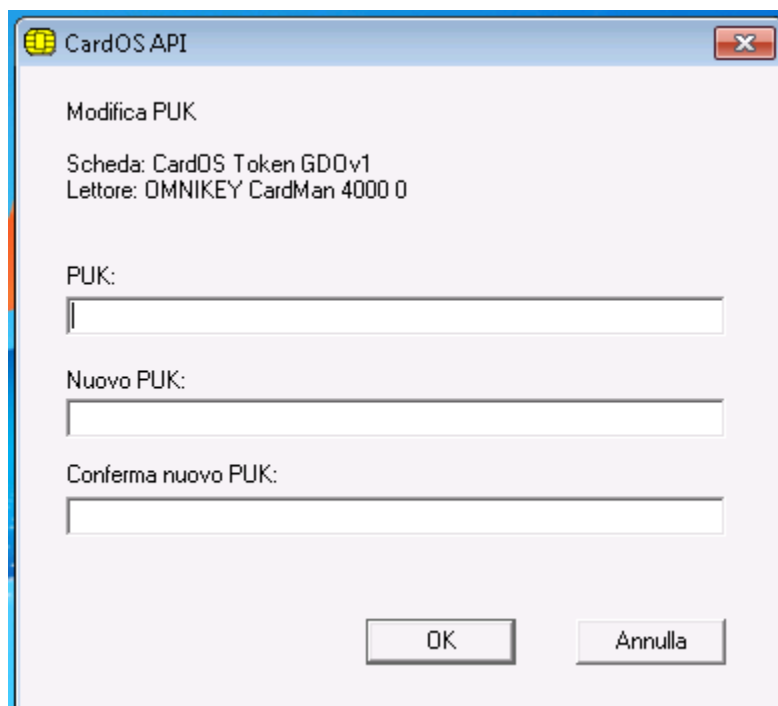 CardOS API
Modifica PUK
Scheda: CardOS Token GDOv1
Lettore: OMNIKEY CardMan 4000 0
PUK:
Nuovo PUK:
Conferma nuovo PUK:
OK
Annulla